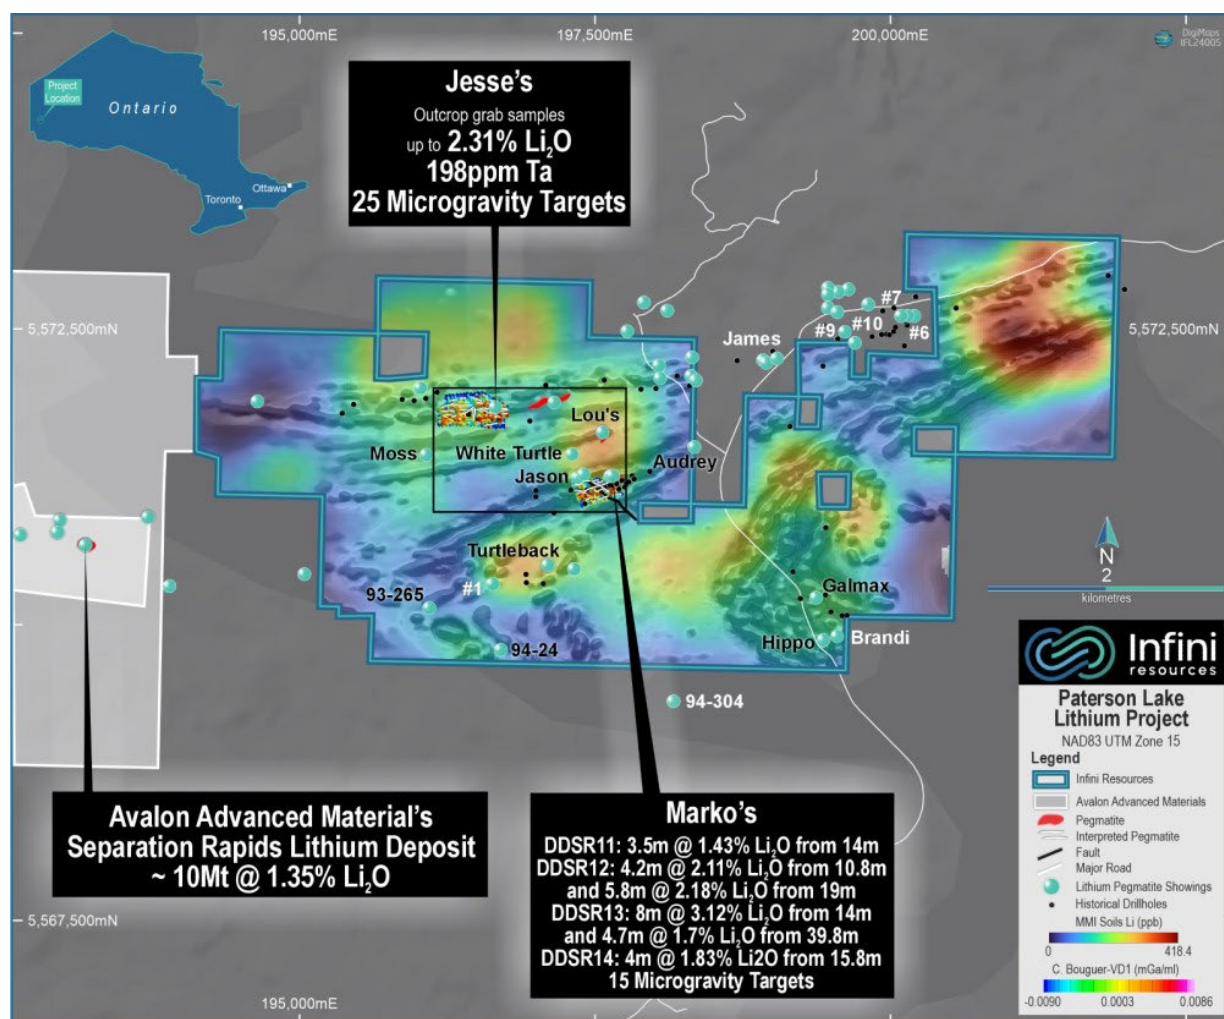 195,000mE
197,500mE
200,000mE
DigiMaps
IFL24005
Project
Location
Ontario
Ottawa
Toronto
Jesse's
Outcrop grab samples
up to 2.31% Li₂O
198ppm Ta
25 Microgravity Targets
5,572,500mN
5,572,500mN
#7
#9
#10
#6
James
Lou's
Moss
White Turtle
Audrey
Jason
Turtleback
#1
93-265
94-24
94-304
Galmax
Hippo
Brandi
N
2
kilometres
Avalon Advanced Material's
Separation Rapids Lithium Deposit
~ 10Mt @ 1.35% Li₂O
Marko's
DDSR11: 3.5m @ 1.43% Li₂O from 14m
DDSR12: 4.2m @ 2.11% Li₂O from 10.8m
and 5.8m @ 2.18% Li₂O from 19m
DDSR13: 8m @ 3.12% Li₂O from 14m
and 4.7m @ 1.7% Li₂O from 39.8m
DDSR14: 4m @ 1.83% Li2O from 15.8m
15 Microgravity Targets
5,567,500mN
195,000mE
Infini
resources
Paterson Lake
Lithium Project
NAD83 UTM Zone 15
Legend
Infini Resources
Avalon Advanced Materials
Pegmatite
Interpreted Pegmatite
Fault
Major Road
Lithium Pegmatite Showings
Historical Drillholes
MMI Soils Li (ppb)
0 418.4
C. Bouguer-VD1 (mGa/ml)
-0.0090 0.0003 0.0086